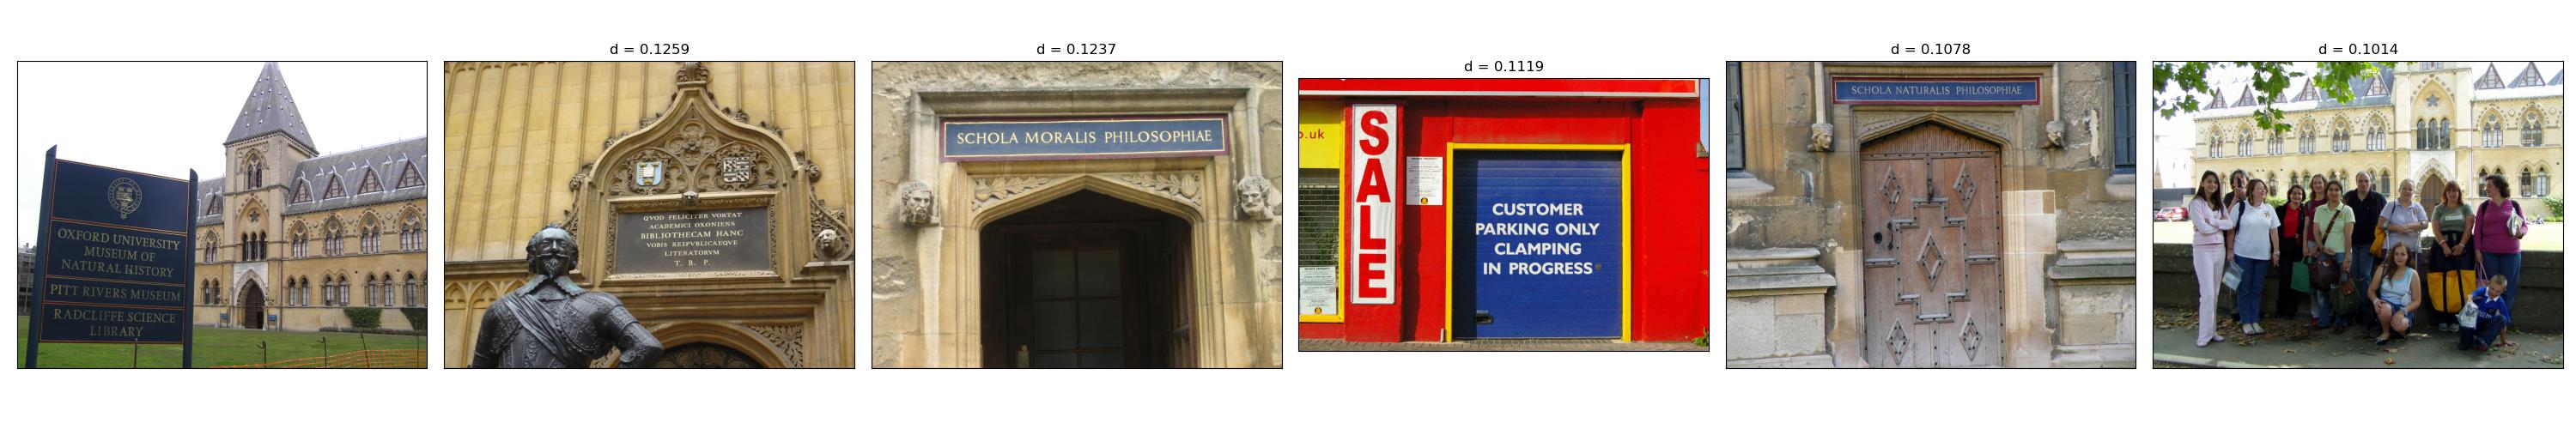 d = 0.1259
d = 0.1237
d = 0.1119
d = 0.1078
d = 0.1014
OXFORD UNIVERSITY
MUSEUM OF
NATURAL HISTORY
PITT RIVERS MUSEUM
RADCLIFFE SCIENCE
LIBRARY
QVOD FELICITER VORTAT
ACADEMICI OXONIENS
BIBLIOTHECAM HANC
VOBIS REIPVBLICAEQVE
LITERATORVM
T. B. P.
SCHOLA MORALIS PHILOSOPHIAE
o.uk
SALE
CUSTOMER
PARKING ONLY
CLAMPING
IN PROGRESS
SCHOLA NATURALIS PHILOSOPHIAE